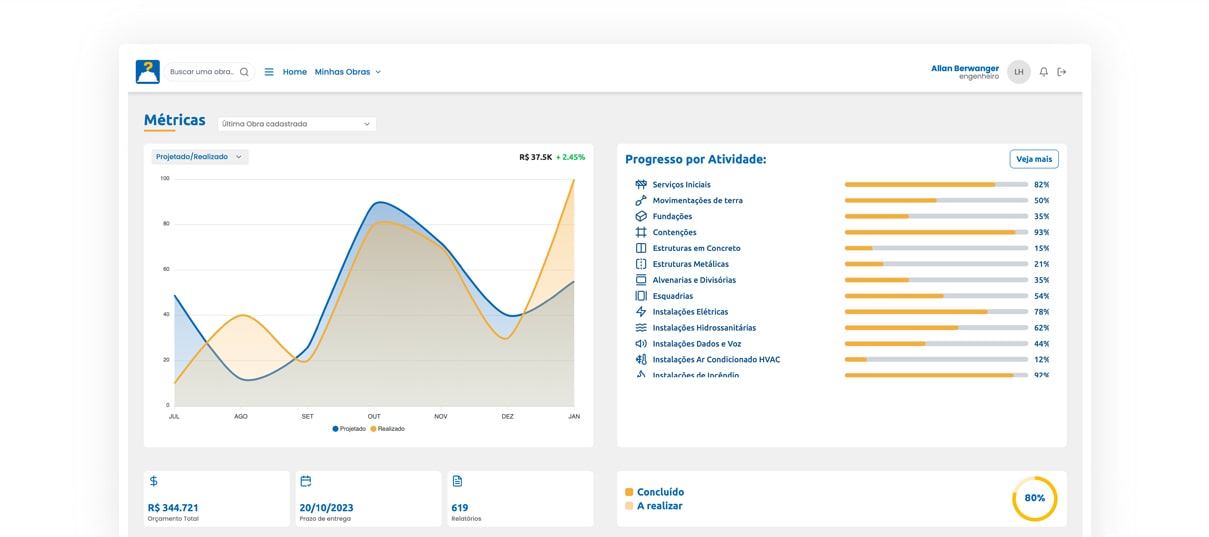 ?
Buscar uma obra..
Home
Minhas Obras
Allan Berwanger
engenheiro
LH
Métricas
Última Obra cadastrada
Projetado/Realizado
R$ 37.5K + 2.45%
100
80
60
40
20
0
JUL AGO SET OUT NOV DEZ JAN
Projetado Realizado
Progresso por Atividade:
Veja mais
Serviços Iniciais 82%
Movimentações de terra 50%
Fundações 35%
Contenções 93%
Estruturas em Concreto 15%
Estruturas Metálicas 21%
Alvenarias e Divisórias 35%
Esquadrias 54%
Instalações Elétricas 78%
Instalações Hidrossanitárias 62%
Instalações Dados e Voz 44%
Instalações Ar Condicionado HVAC 12%
Instalações de Incêndio 92%
R$ 344.721
Orçamento Total
20/10/2023
Prazo de entrega
619
Relatórios
Concluído
A realizar
80%